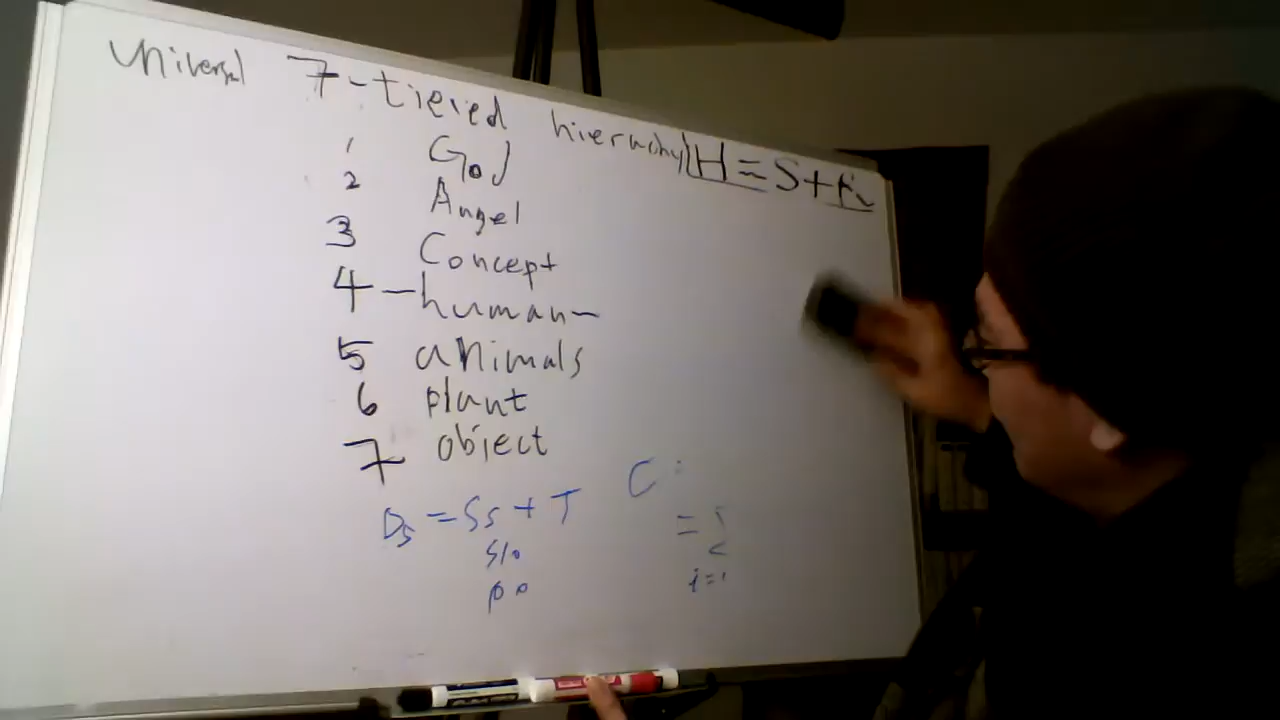 Universal 7-tiered hierarchy H = S +
1 God
2 Angel
3 Concept
4 - human -
5 animals
6 plant
7 object
Ds = Ss + T
C :
=
i=1